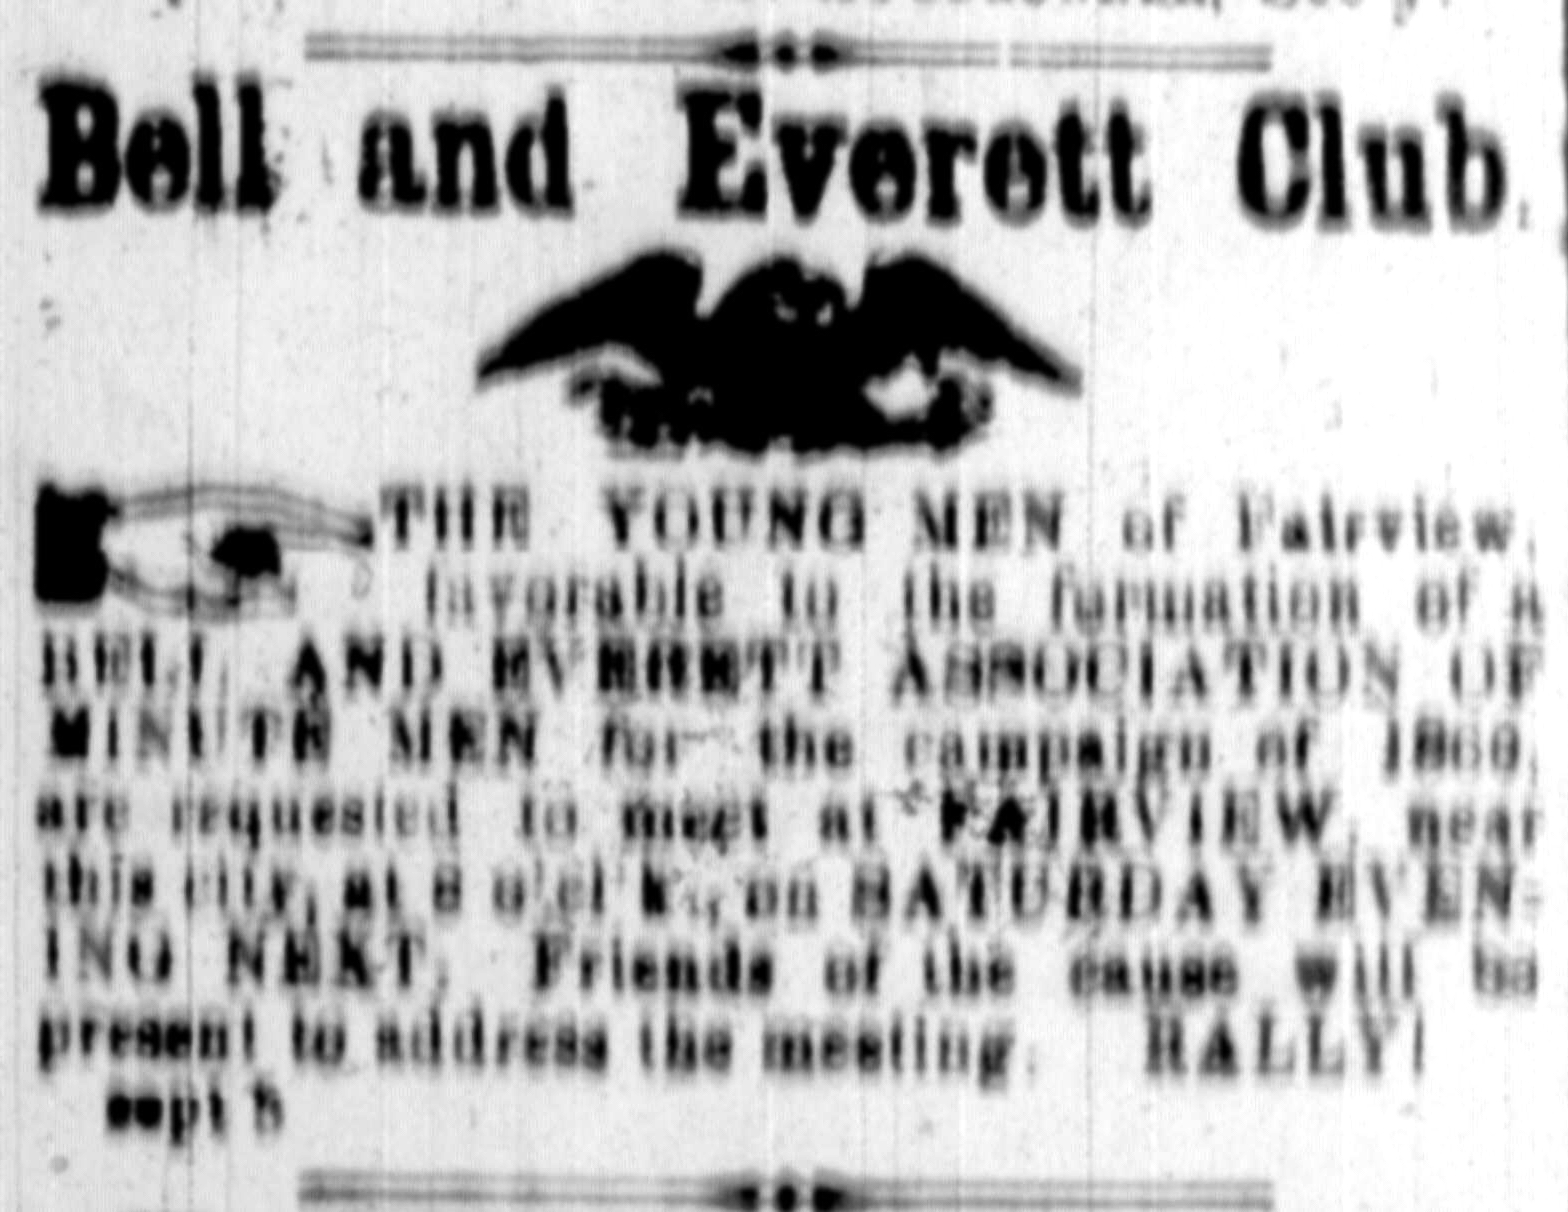 Bell and Everett Club.
THE YOUNG MEN of Fairview,
favorable to the formation of a
BELL AND EVERETT ASSOCIATION OF
MINUTE MEN for the campaign of 1860,
are requested to meet at FAIRVIEW, near
this city, at 8 o'cl'k., on SATURDAY EVEN-
ING NEXT. Friends of the cause will be
present to address the meeting. RALLY!
sept 5